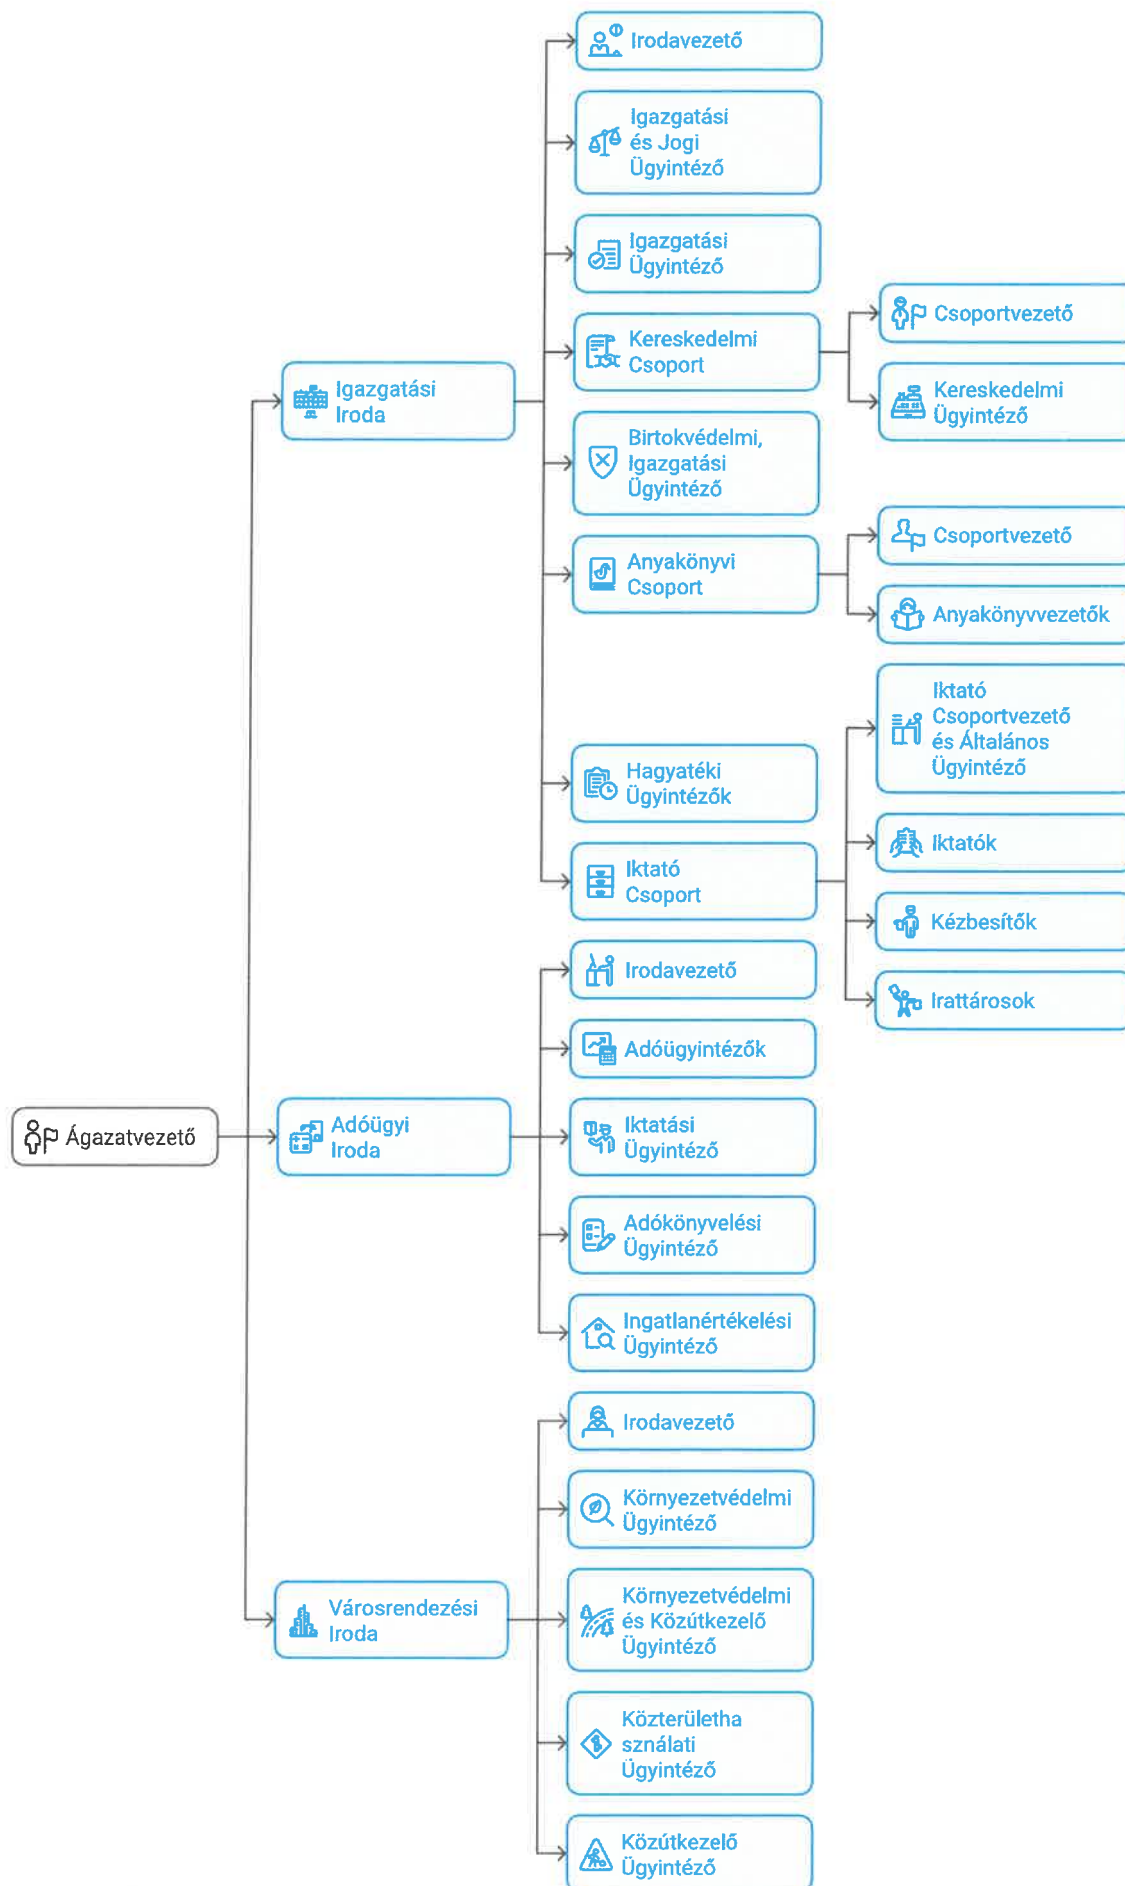 Irodavezető
Igazgatási
és Jogi
Ügyintéző
Igazgatási
Ügyintéző
Kereskedelmi
Csoport
Csoportvezető
Kereskedelmi
Ügyintéző
Igazgatási
Iroda
Birtokvédelmi,
Igazgatási
Ügyintéző
Anyakönyvi
Csoport
Csoportvezető
Anyakönyvvezetők
Hagyatéki
Ügyintézők
Iktató
Csoport
Iktató
Csoportvezető
és Általános
Ügyintéző
Iktatók
Kézbesítők
Irattárosok
Ágazatvezető
Adóügyi
Iroda
Irodavezető
Adóügyintézők
Iktatási
Ügyintéző
Adókönyvelési
Ügyintéző
Ingatlanértékelési
Ügyintéző
Városrendezési
Iroda
Irodavezető
Környezetvédelmi
Ügyintéző
Környezetvédelmi
és Közútkezelő
Ügyintéző
Közterületha
sználati
Ügyintéző
Közútkezelő
Ügyintéző